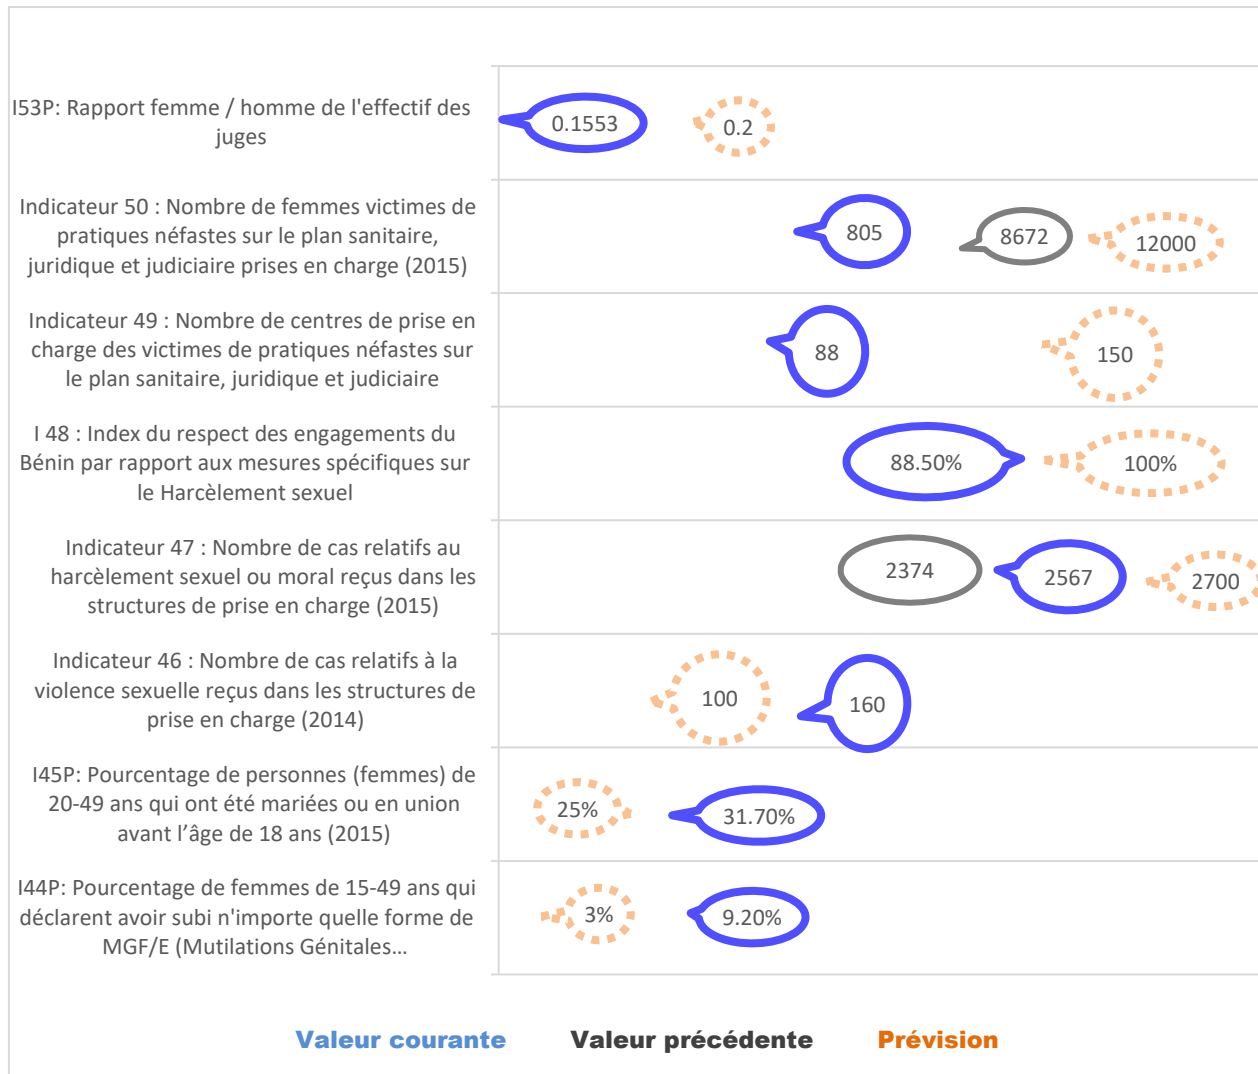 I53P: Rapport femme / homme de l'effectif des
juges
0.1553
0.2
Indicateur 50 : Nombre de femmes victimes de
pratiques néfastes sur le plan sanitaire,
juridique et judiciaire prises en charge (2015)
805
8672
12000
Indicateur 49 : Nombre de centres de prise en
charge des victimes de pratiques néfastes sur
le plan sanitaire, juridique et judiciaire
88
150
I 48 : Index du respect des engagements du
Bénin par rapport aux mesures spécifiques sur
le Harcèlement sexuel
88.50%
100%
Indicateur 47 : Nombre de cas relatifs au
harcèlement sexuel ou moral reçus dans les
structures de prise en charge (2015)
2374
2567
2700
Indicateur 46 : Nombre de cas relatifs à la
violence sexuelle reçus dans les structures de
prise en charge (2014)
100
160
I45P: Pourcentage de personnes (femmes) de
20-49 ans qui ont été mariées ou en union
avant l’âge de 18 ans (2015)
25%
31.70%
I44P: Pourcentage de femmes de 15-49 ans qui
déclarent avoir subi n'importe quelle forme de
MGF/E (Mutilations Génitales…
3%
9.20%
Valeur courante Valeur précédente Prévision